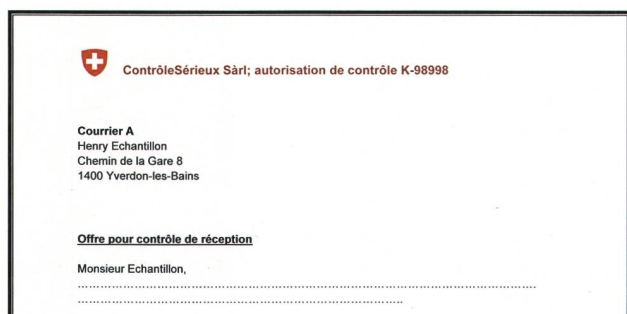 ContrôleSérieux Sàrl; autorisation de contrôle K-98998
Courrier A
Henry Echantillon
Chemin de la Gare 8
1400 Yverdon-les-Bains
Offre pour contrôle de réception
Monsieur Echantillon,
................................................................................................................................
.............................................................................................